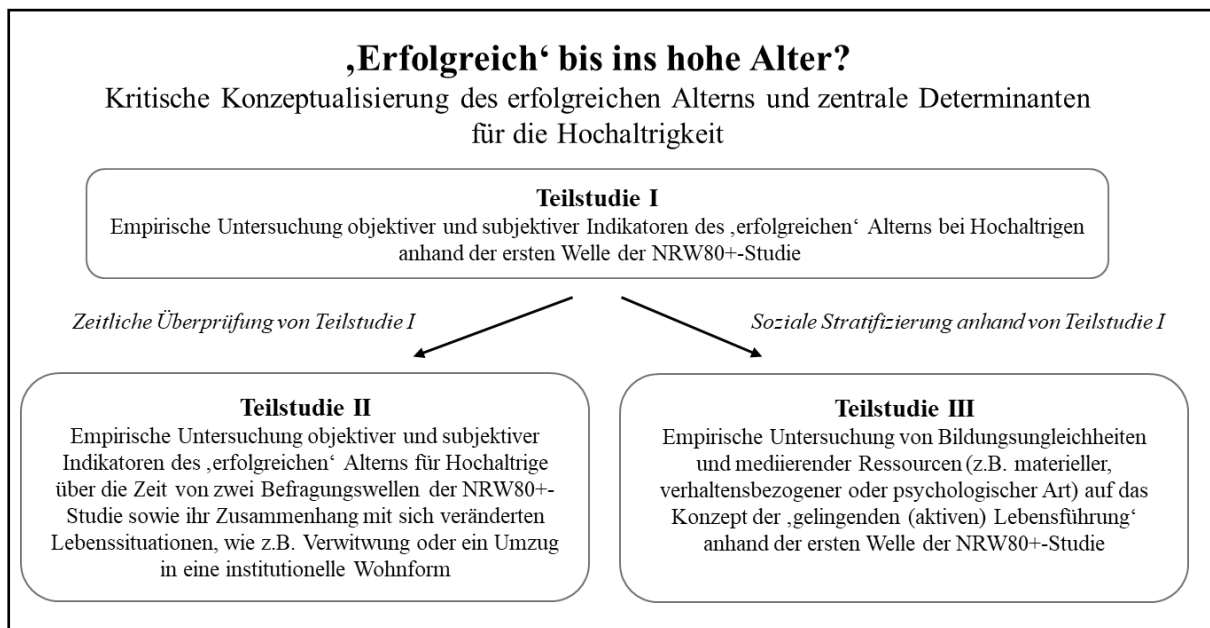 ‚Erfolgreich‘ bis ins hohe Alter?
Kritische Konzeptualisierung des erfolgreichen Alterns und zentrale Determinanten
für die Hochaltrigkeit
Teilstudie I
Empirische Untersuchung objektiver und subjektiver Indikatoren des ‚erfolgreichen‘ Alterns bei Hochaltrigen
anhand der ersten Welle der NRW80+-Studie
Zeitliche Überprüfung von Teilstudie I
Soziale Stratifizierung anhand von Teilstudie I
Teilstudie II
Empirische Untersuchung objektiver und subjektiver
Indikatoren des ‚erfolgreichen‘ Alterns für Hochaltrige
über die Zeit von zwei Befragungswellen der NRW80+-
Studie sowie ihr Zusammenhang mit sich veränderten
Lebenssituationen, wie z.B. Verwitwung oder ein Umzug
in eine institutionelle Wohnform
Teilstudie III
Empirische Untersuchung von Bildungsungleichheiten
und mediierender Ressourcen (z.B. materieller,
verhaltensbezogener oder psychologischer Art) auf das
Konzept der ‚gelingenden (aktiven) Lebensführung‘
anhand der ersten Welle der NRW80+-Studie